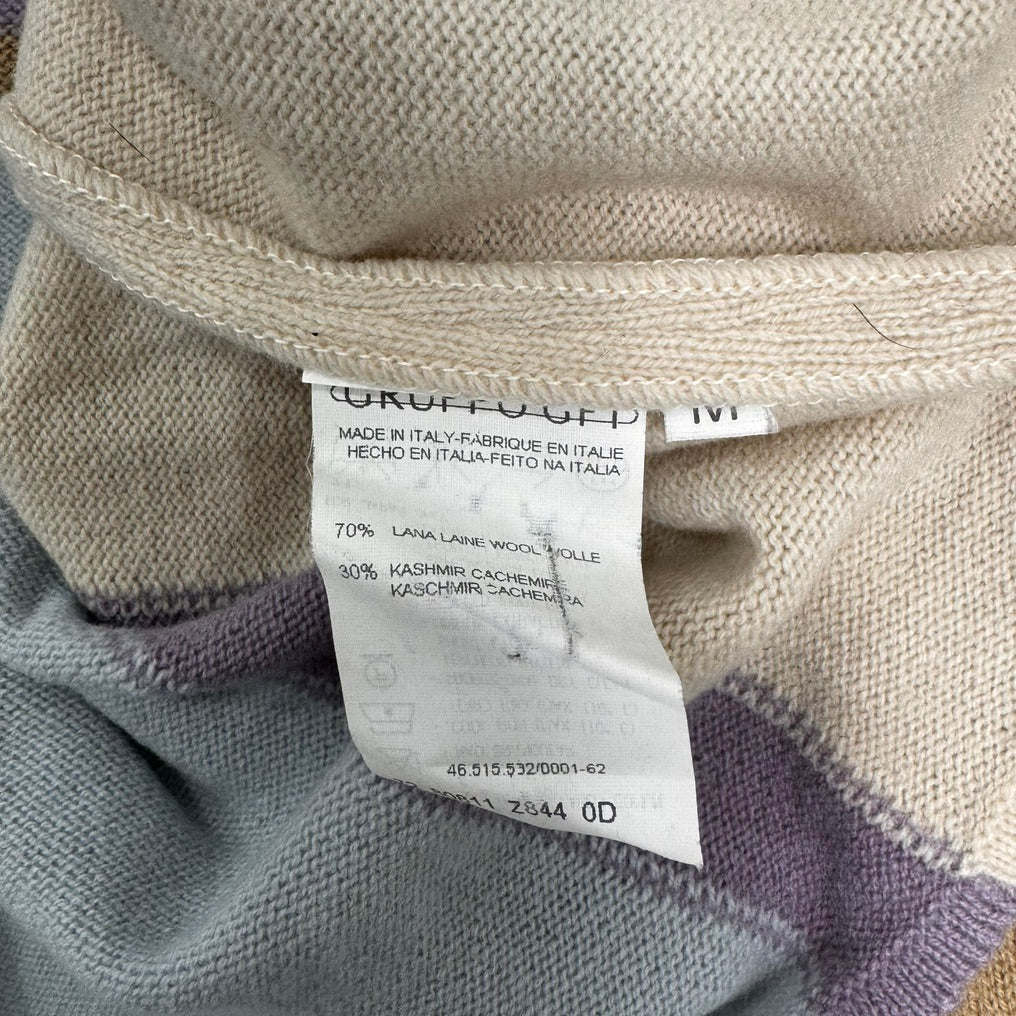 GRUPPO GFT
M
MADE IN ITALY-FABRIQUE EN ITALIE
HECHO EN ITALIA-FEITO NA ITALIA
70% LANA LAINE WOOL WOLLE
30% KASHMIR CACHEMIRE
KASCHMIR CACHEMIRA
46.515.532/0001-62
Z844 0D